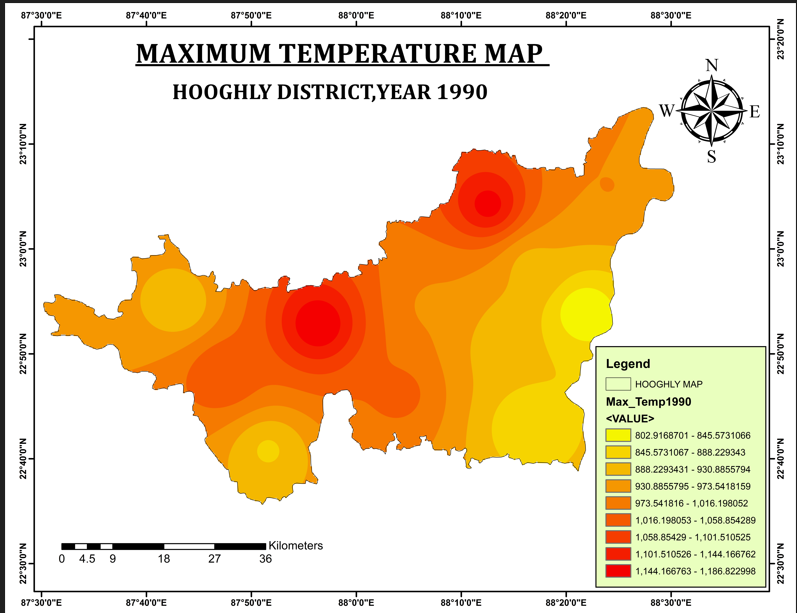 87°30'0"E 87°40'0"E 87°50'0"E 88°0'0"E 88°10'0"E 88°20'0"E 88°30'0"E
MAXIMUM TEMPERATURE MAP
HOOGHLY DISTRICT,YEAR 1990
N
W E
S
23°20'0"N
23°10'0"N 23°10'0"N
23°0'0"N 23°0'0"N
22°50'0"N 22°50'0"N
22°40'0"N 22°40'0"N
22°30'0"N 22°30'0"N
Legend
HOOGHLY MAP
Max_Temp1990
<VALUE>
802.9168701 - 845.5731066
845.5731067 - 888.229343
888.2293431 - 930.8855794
930.8855795 - 973.5418159
973.541816 - 1,016.198052
1,016.198053 - 1,058.854289
1,058.85429 - 1,101.510525
1,101.510526 - 1,144.166762
1,144.166763 - 1,186.822998
Kilometers
0 4.5 9 18 27 36
87°30'0"E 87°40'0"E 87°50'0"E 88°0'0"E 88°10'0"E 88°20'0"E 88°30'0"E